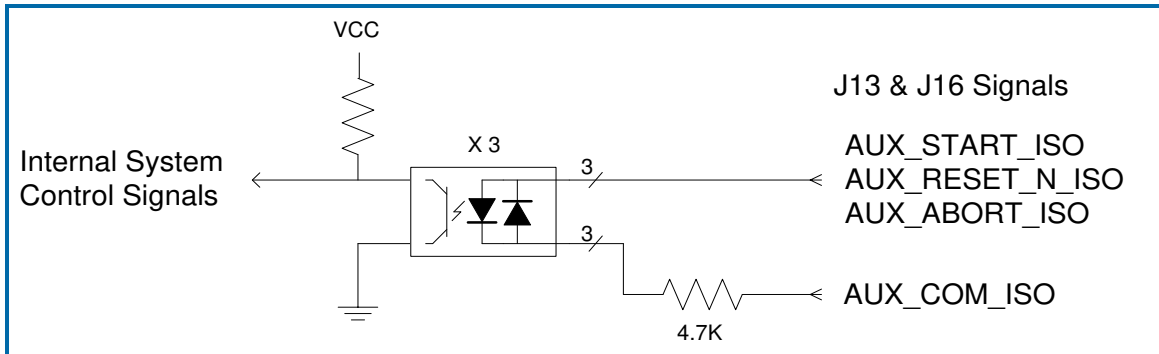 VCC
J13 & J16 Signals
X 3
Internal System
Control Signals
3
3
AUX_START_ISO
AUX_RESET_N_ISO
AUX_ABORT_ISO
AUX_COM_ISO
4.7K